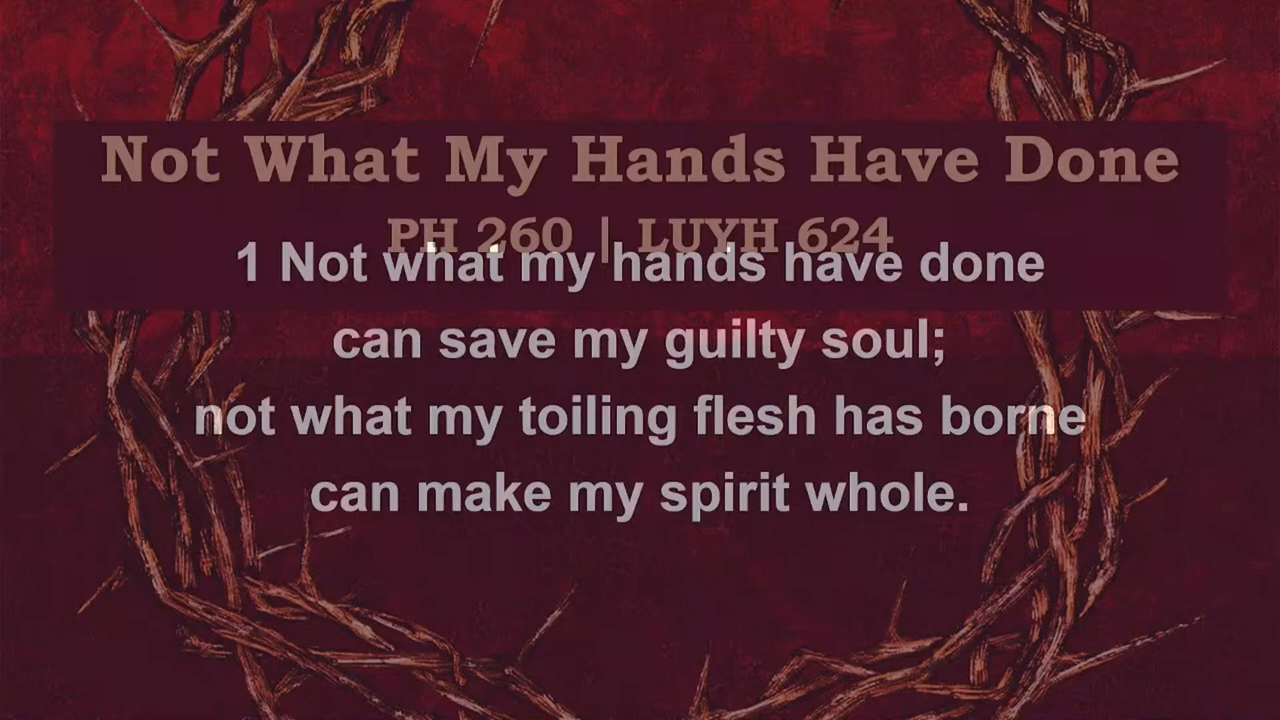 Not What My Hands Have Done
PH 260 | LUYH 624
1 Not what my hands have done
can save my guilty soul;
not what my toiling flesh has borne
can make my spirit whole.